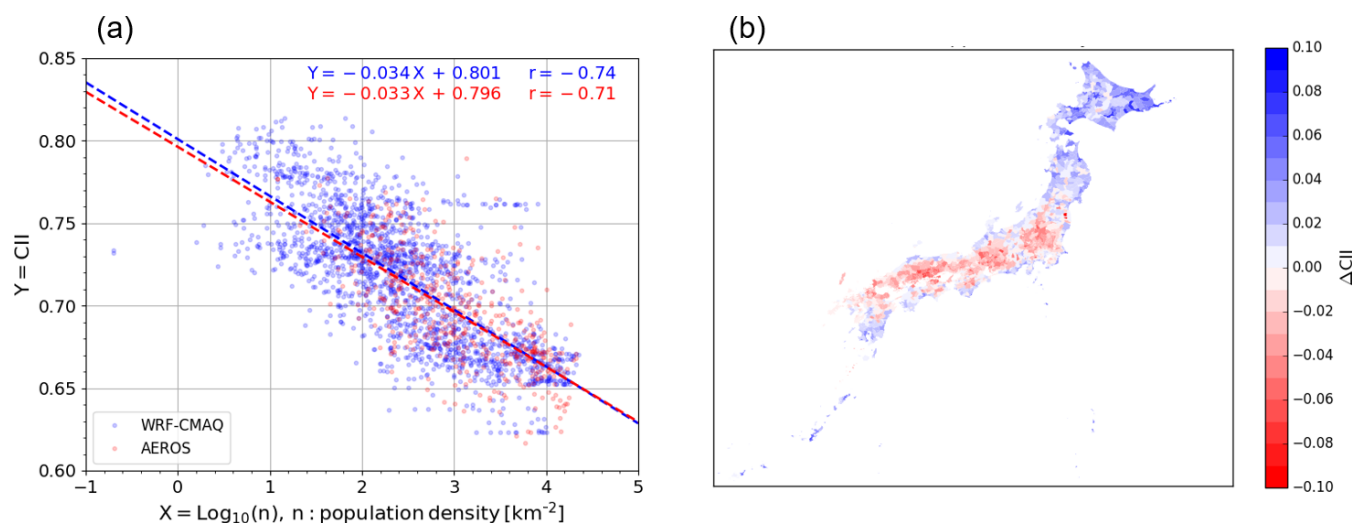 (a)
Y = −0.034X + 0.801 r = −0.74
Y = −0.033X + 0.796 r = −0.71
0.85
0.80
0.75
0.70
0.65
0.60
Y = CII
WRF-CMAQ
AEROS
−1 0 1 2 3 4 5
X = Log10(n), n : population density [km−2]
(b)
0.10
0.08
0.06
0.04
0.02
0.00
−0.02
−0.04
−0.06
−0.08
−0.10
ΔCII